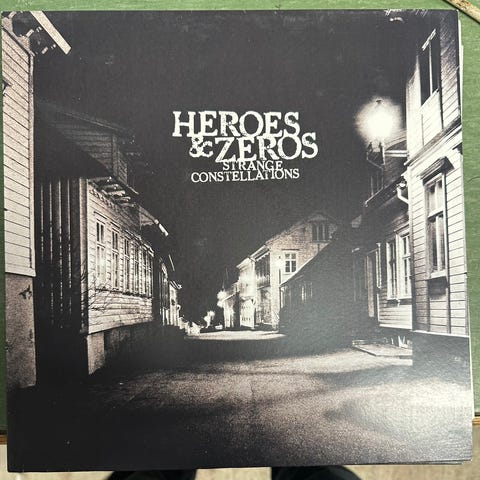 HEROES
& ZEROS
STRANGE
CONSTELLATIONS